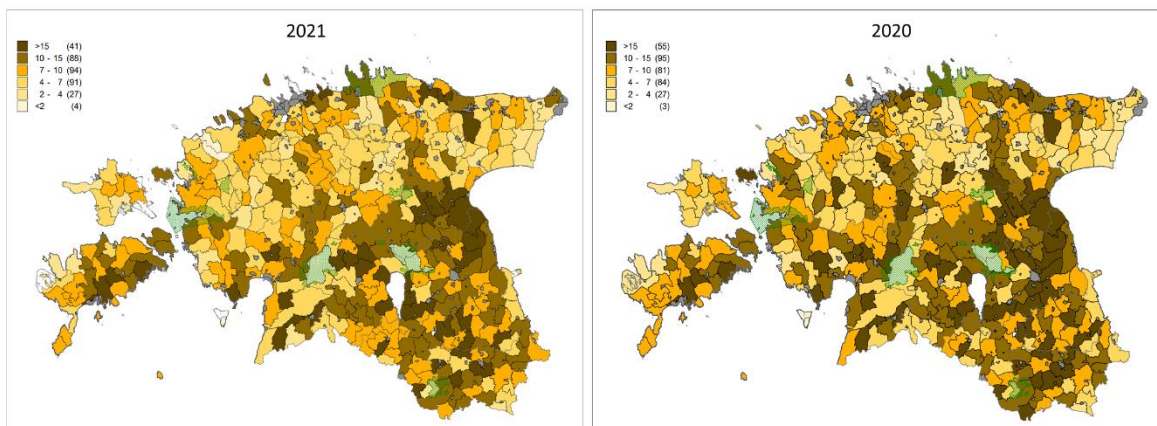 2021
>15 (41)
10 - 15 (88)
7 - 10 (94)
4 - 7 (91)
2 - 4 (27)
<2 (4)
2020
>15 (55)
10 - 15 (95)
7 - 10 (81)
4 - 7 (84)
2 - 4 (27)
<2 (3)